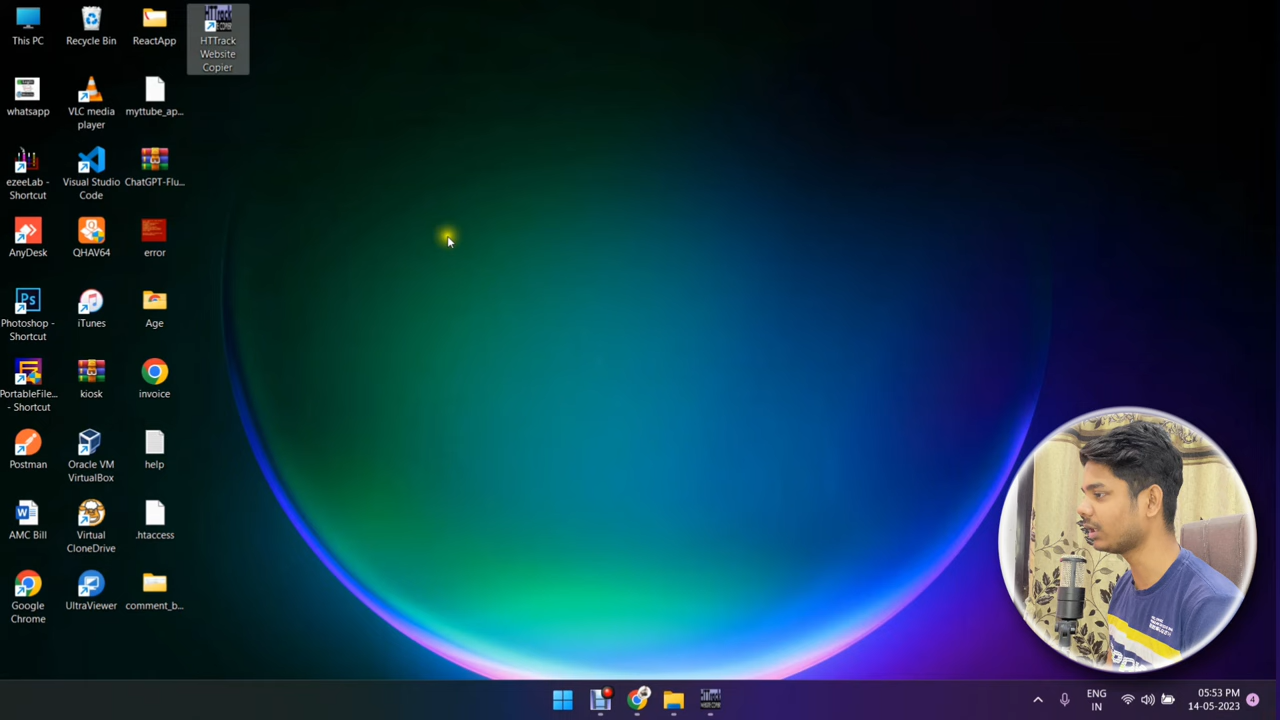 This PC
Recycle Bin
ReactApp
HTTrack
Website
Copier
whatsapp
VLC media
player
myttube_ap...
ezeeLab -
Shortcut
Visual Studio
Code
ChatGPT-Flu...
AnyDesk
QHAV64
error
Ps
Photoshop -
Shortcut
iTunes
Age
PortableFile...
- Shortcut
kiosk
invoice
Postman
Oracle VM
VirtualBox
help
W
AMC Bill
Virtual
CloneDrive
.htaccess
Google
Chrome
UltraViewer
comment_b...
ENG
IN
05:53 PM
14-05-2023
4